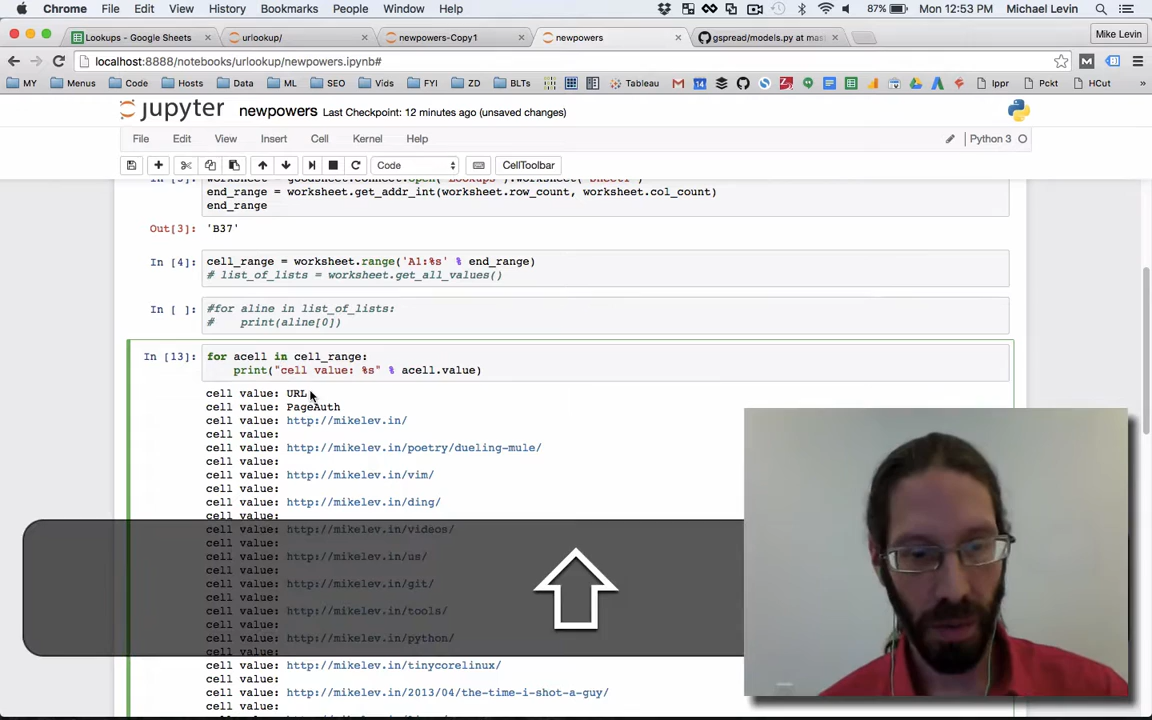 Chrome File Edit View History Bookmarks People Window Help 87% Mon 12:53 PM Michael Levin
Lookups - Google Sheets urlookup/ newpowers-Copy1 newpowers gspread/models.py at mas Mike Levin
localhost:8888/notebooks/urlookup/newpowers.ipynb#
MY Menus Code Hands Data ML SEO Vids FYI ZD BLTs Tableau Ippr Pckt HCut
jupyter newpowers Last Checkpoint: 12 minutes ago (unsaved changes)
File Edit View Insert Cell Kernel Help Python 3
Code CellToolbar
end_range = worksheet.get_addr_int(worksheet.row_count, worksheet.col_count)
end_range
Out[3]: 'B37'
In [4]: cell_range = worksheet.range('A1:%s' % end_range)
# list_of_lists = worksheet.get_all_values()
In [ ]: #for aline in list_of_lists:
# print(aline[0])
In [13]: for acell in cell_range:
print("cell value: %s" % acell.value)
cell value: URL
cell value: PageAuth
cell value: http://mikelev.in/
cell value:
cell value: http://mikelev.in/poetry/dueling-mule/
cell value:
cell value: http://mikelev.in/vim/
cell value:
cell value: http://mikelev.in/ding/
cell value:
cell value: http://mikelev.in/videos/
cell value:
cell value: http://mikelev.in/us/
cell value:
cell value: http://mikelev.in/git/
cell value:
cell value: http://mikelev.in/tools/
cell value:
cell value: http://mikelev.in/python/
cell value:
cell value: http://mikelev.in/tinycorelinux/
cell value:
cell value: http://mikelev.in/2013/04/the-time-i-shot-a-guy/
cell value: